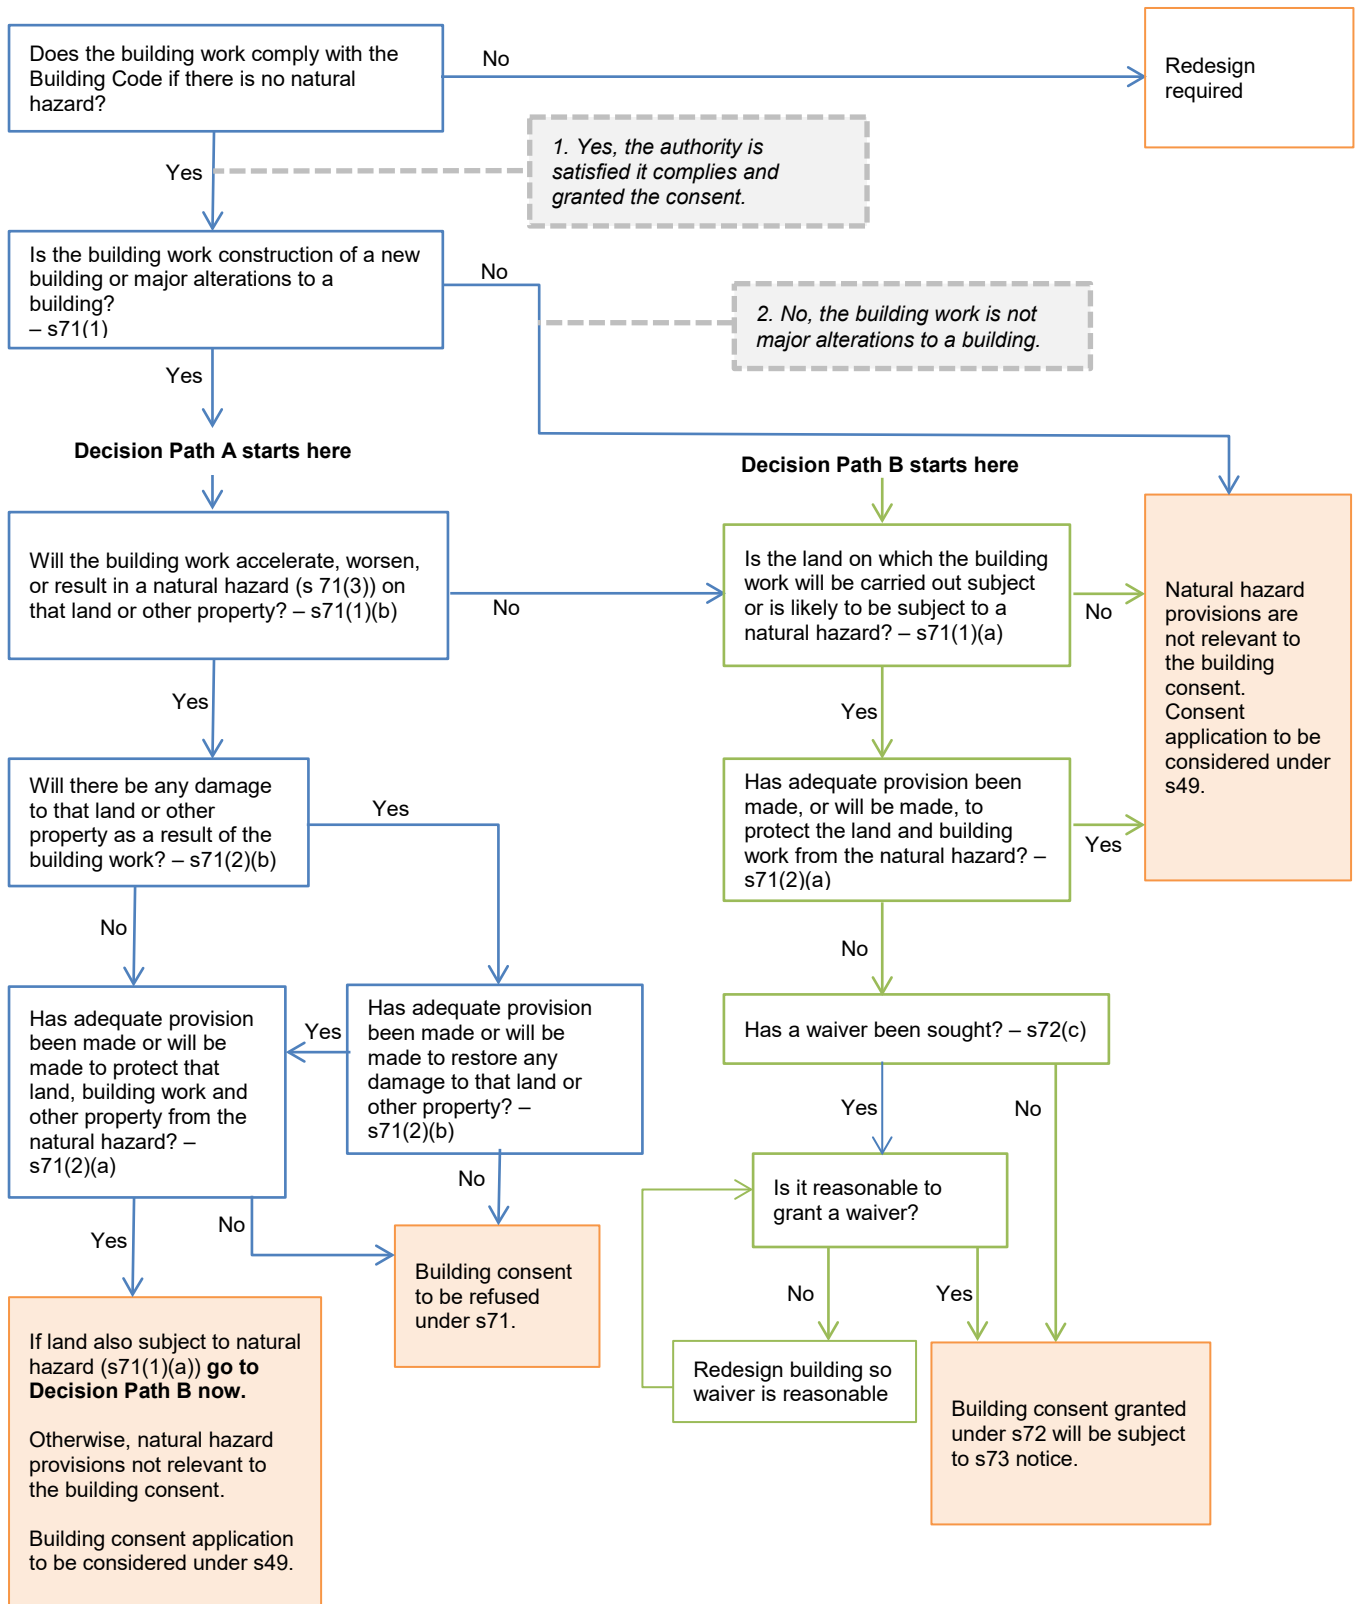 Does the building work comply with the
Building Code if there is no natural
hazard?
No
Redesign
required
Yes
1. Yes, the authority is
satisfied it complies and
granted the consent.
Is the building work construction of a new
building or major alterations to a
building?
– s71(1)
No
2. No, the building work is not
major alterations to a building.
Yes
Decision Path A starts here
Decision Path B starts here
Will the building work accelerate, worsen,
or result in a natural hazard (s 71(3)) on
that land or other property? – s71(1)(b)
No
Is the land on which the building
work will be carried out subject
or is likely to be subject to a
natural hazard? – s71(1)(a)
No
Natural hazard
provisions are
not relevant to
the building
consent.
Consent
application to be
considered under
s49.
Yes
Yes
Will there be any damage
to that land or other
property as a result of the
building work? – s71(2)(b)
Yes
Has adequate provision been
made, or will be made, to
protect the land and building
work from the natural hazard? –
s71(2)(a)
Yes
No
No
Has adequate provision
been made or will be
made to protect that
land, building work and
other property from the
natural hazard? –
s71(2)(a)
Yes
Has adequate provision
been made or will be
made to restore any
damage to that land or
other property? –
s71(2)(b)
Has a waiver been sought? – s72(c)
Yes
No
No
Is it reasonable to
grant a waiver?
Yes
No
Building consent
to be refused
under s71.
No
Yes
If land also subject to natural
hazard (s71(1)(a)) go to
Decision Path B now.
Otherwise, natural hazard
provisions not relevant to
the building consent.
Building consent application
to be considered under s49.
Redesign building so
waiver is reasonable
Building consent granted
under s72 will be subject
to s73 notice.